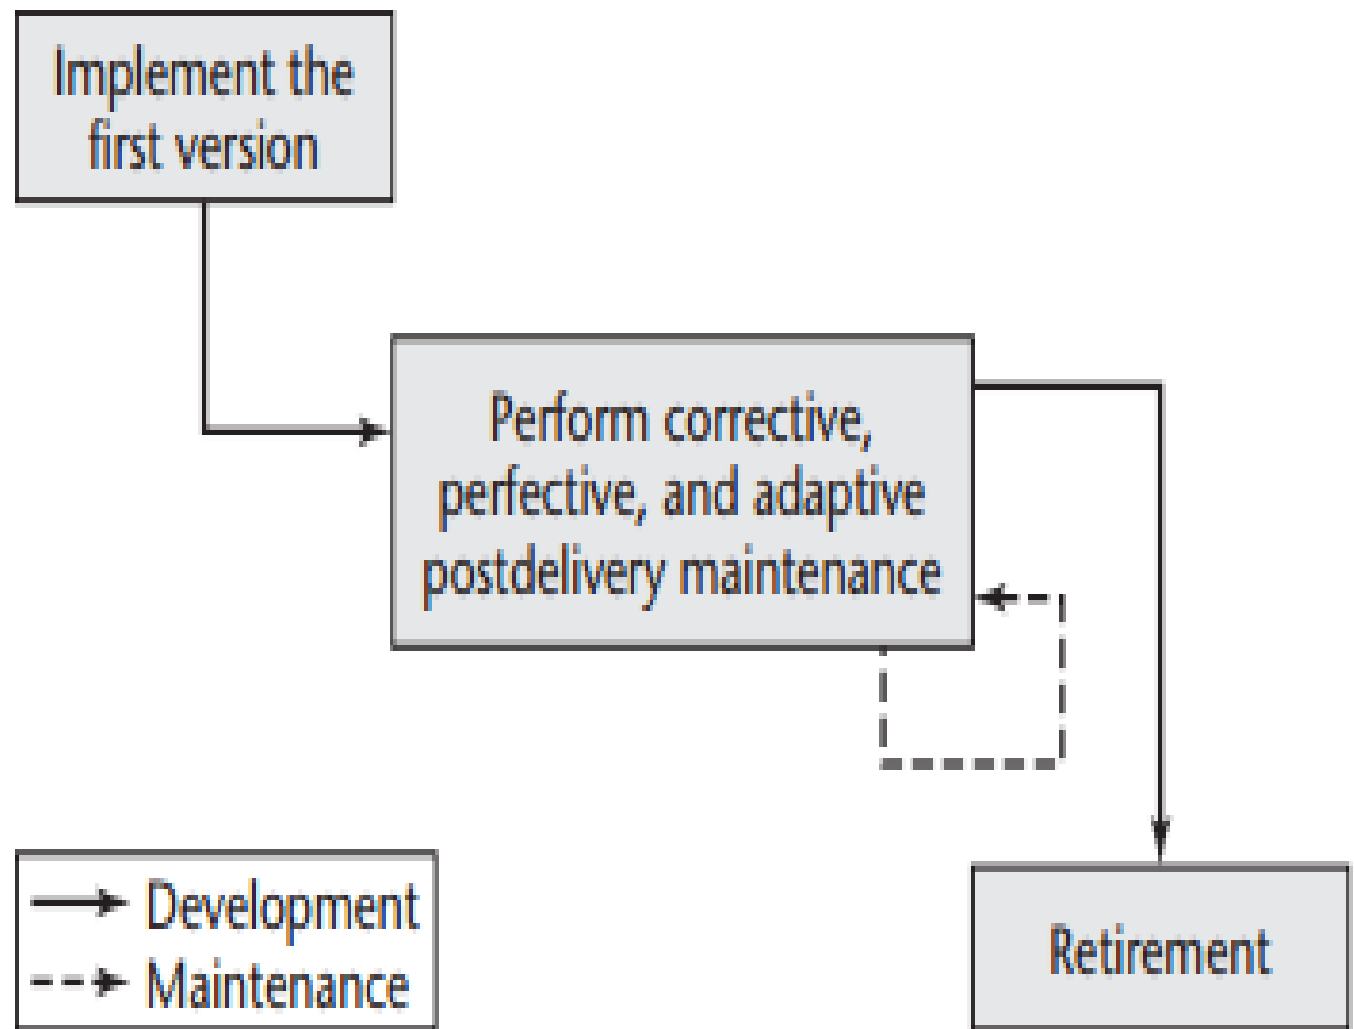 Implement the
first version
Perform corrective,
perfective, and adaptive
postdelivery maintenance
Development
Maintenance
Retirement